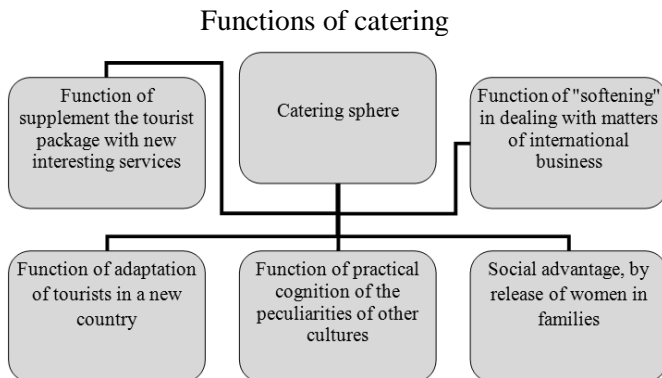 Functions of catering
Function of
supplement the tourist
package with new
interesting services
Catering sphere
Function of "softening"
in dealing with matters
of international
business
Function of adaptation
of tourists in a new
country
Function of practical
cognition of the
peculiarities of other
cultures
Social advantage, by
release of women in
families